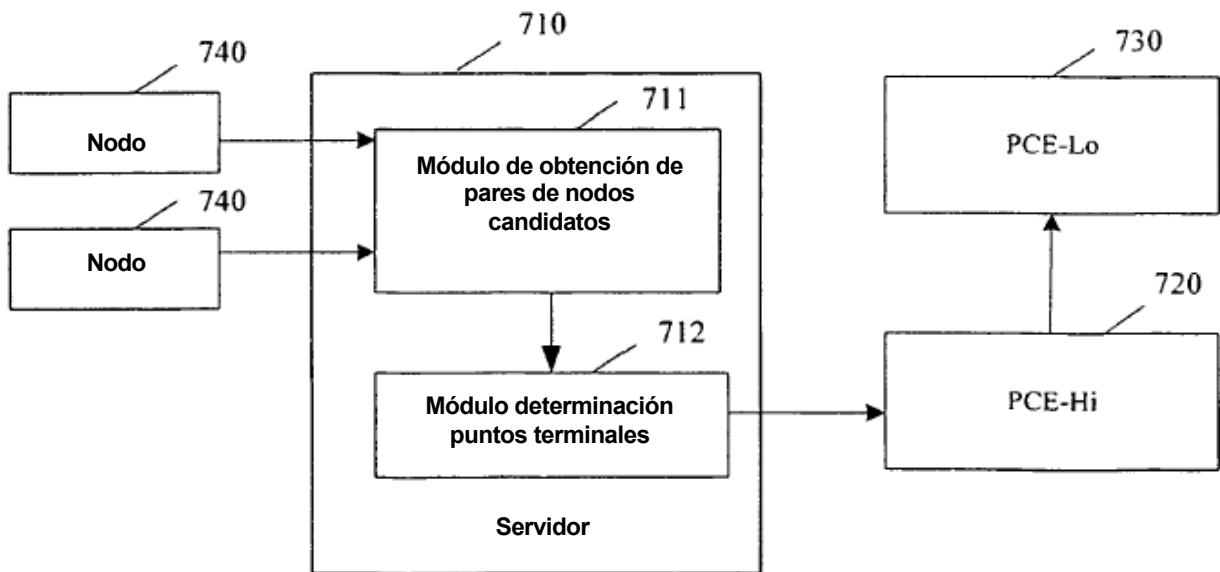 710
740
730
711
Nodo
Módulo de obtención de
pares de nodos
candidatos
PCE-Lo
740
Nodo
720
712
Módulo determinación
puntos terminales
PCE-Hi
Servidor